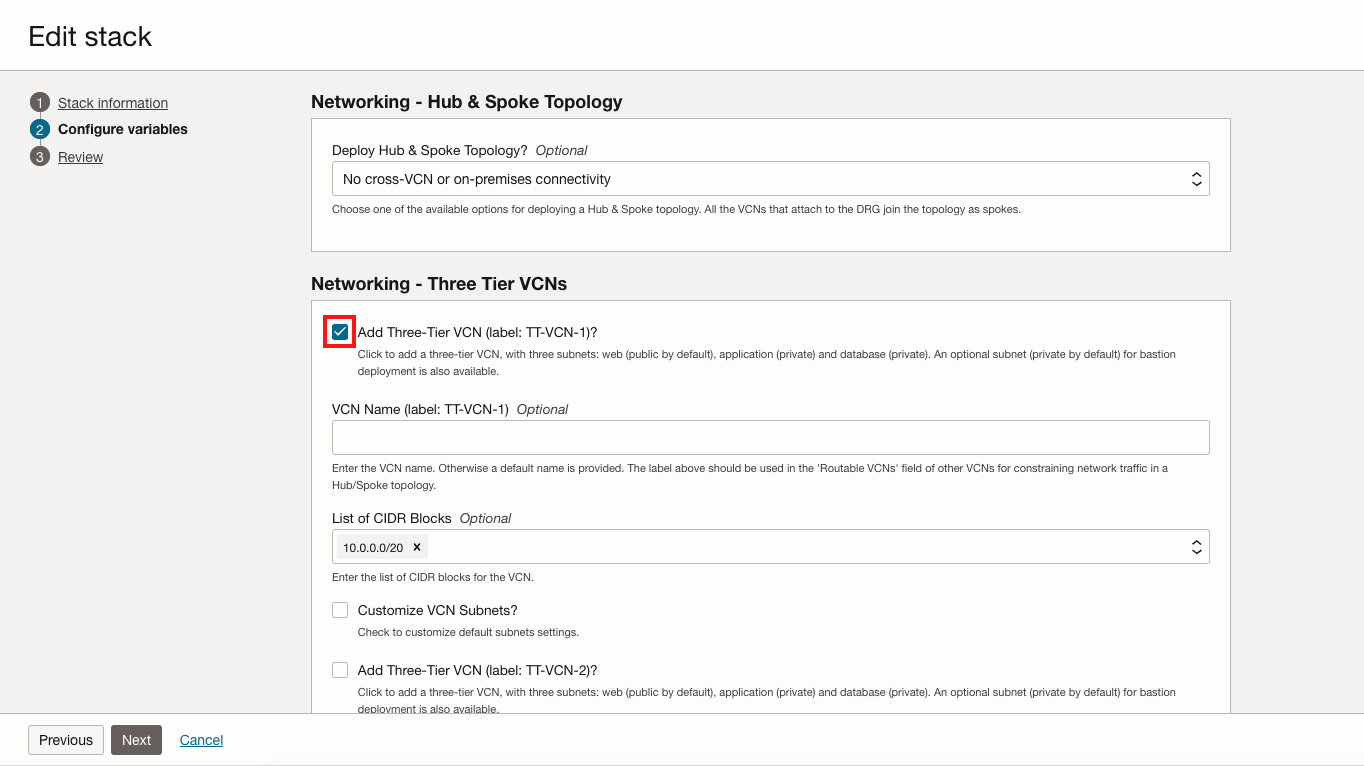 Edit stack
1 Stack information
2 Configure variables
3 Review
Networking - Hub & Spoke Topology
Deploy Hub & Spoke Topology? Optional
No cross-VCN or on-premises connectivity
Choose one of the available options for deploying a Hub & Spoke topology. All the VCNs that attach to the DRG join the topology as spokes.
Networking - Three Tier VCNs
Add Three-Tier VCN (label: TT-VCN-1)?
Click to add a three-tier VCN, with three subnets: web (public by default), application (private) and database (private). An optional subnet (private by default) for bastion
deployment is also available.
VCN Name (label: TT-VCN-1) Optional
Enter the VCN name. Otherwise a default name is provided. The label above should be used in the 'Routable VCNs' field of other VCNs for constraining network traffic in a
Hub/Spoke topology.
List of CIDR Blocks Optional
10.0.0.0/20 x
Enter the list of CIDR blocks for the VCN.
Customize VCN Subnets?
Check to customize default subnets settings.
Add Three-Tier VCN (label: TT-VCN-2)?
Click to add a three-tier VCN, with three subnets: web (public by default), application (private) and database (private). An optional subnet (private by default) for bastion
deployment is also available.
Previous Next Cancel